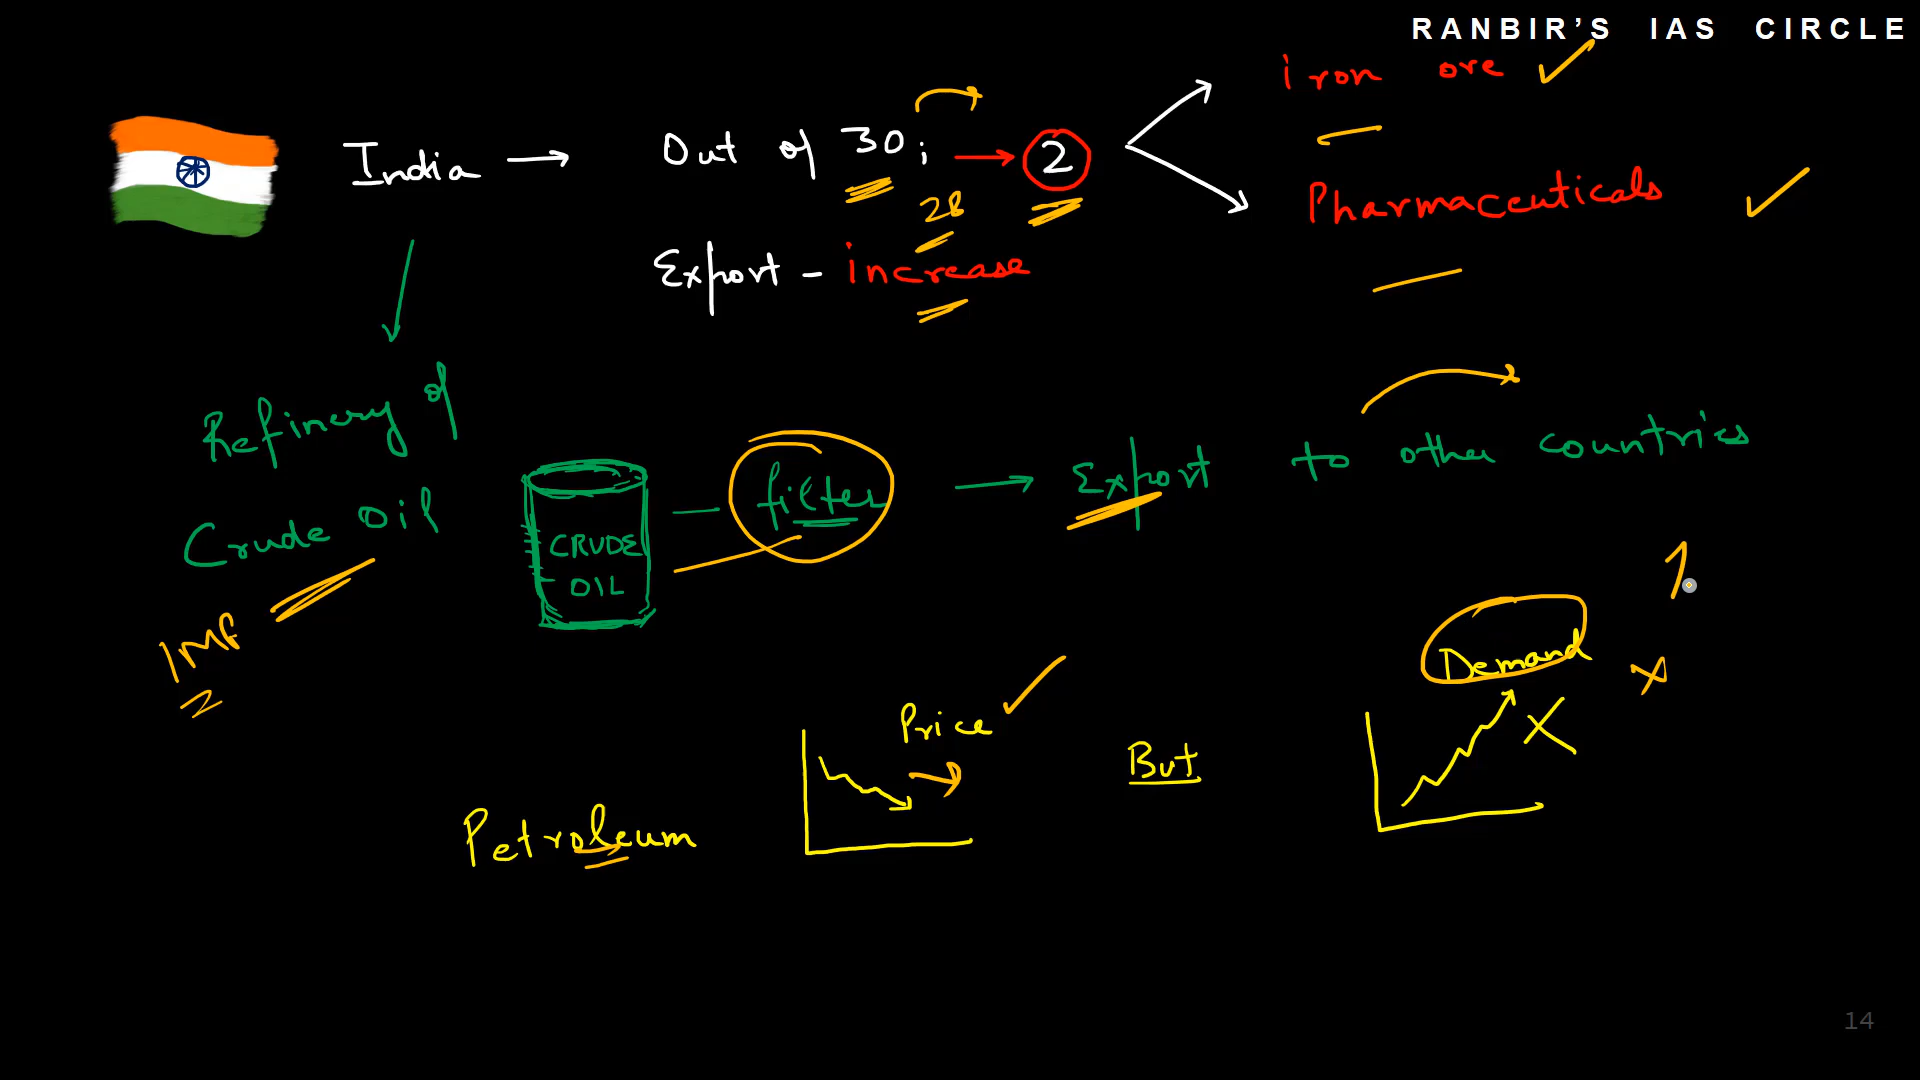 RANBIR'S IAS CIRCLE
iron ore
India → Out of 30; → 2
Pharmaceuticals
28
Export - increase
Refinery of
Crude Oil
CRUDE
OIL
filter → Export to other countries
IMF
Demand
Price
But
Petroleum
14